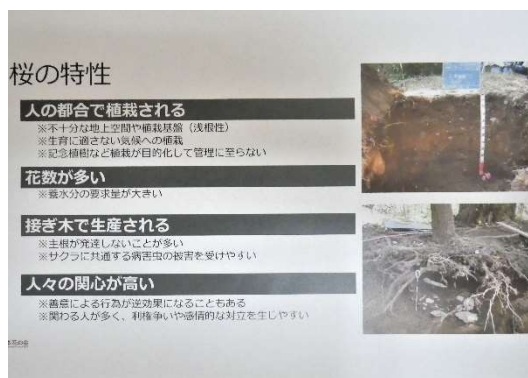 桜の特性
人の都合で植栽される
※不十分な地上空間や植栽基盤（浅根性）
※生育に適さない気候への植栽
※記念植樹など植栽が目的化して管理に至らない
花数が多い
※養水分の要求量が大きい
接ぎ木で生産される
※主根が発達しないことが多い
※サクラに共通する病害虫の被害を受けやすい
人々の関心が高い
※善意による行為が逆効果になることもある
※関わる人が多く、利権争いや感情的な対立を生じやすい